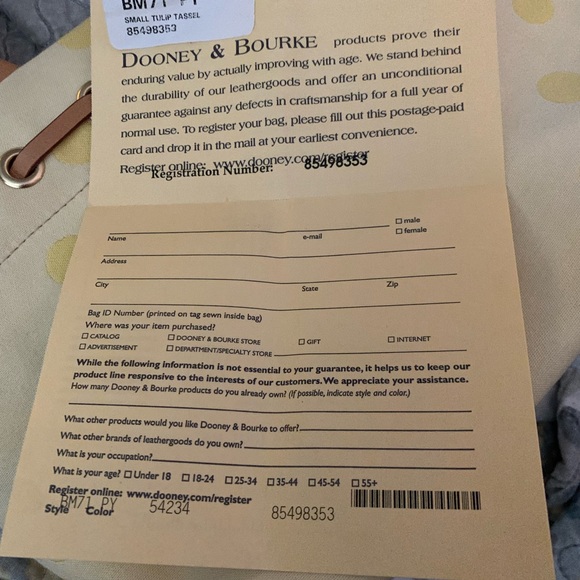 BM71 PY
SMALL TULIP TASSEL
85498353
DOONEY & BOURKE products prove their
enduring value by actually improving with age. We stand behind
the durability of our leathergoods and offer an unconditional
guarantee against any defects in craftsmanship for a full year of
normal use. To register your bag, please fill out this postage-paid
card and drop it in the mail at your earliest convenience.
Register online: www.dooney.com/register
Registration Number: 85498353
☐ male
Name e-mail ☐ female
Address
City State Zip
Bag ID Number (printed on tag sewn inside bag)
Where was your item purchased?
☐ CATALOG ☐ DOONEY & BOURKE STORE ☐ GIFT ☐ INTERNET
☐ ADVERTISEMENT ☐ DEPARTMENT/SPECIALTY STORE
While the following information is not essential to your guarantee, it helps us to keep our
product line responsive to the interests of our customers. We appreciate your assistance.
How many Dooney & Bourke products do you already own? (If possible, indicate style and color.)
What other products would you like Dooney & Bourke to offer?
What other brands of leathergoods do you own?
What is your occupation?
What is your age? ☐ Under 18 ☐ 18-24 ☐ 25-34 ☐ 35-44 ☐ 45-54 ☐ 55+
Register online: www.dooney.com/register
BM71 PY 54234 85498353
Style Color